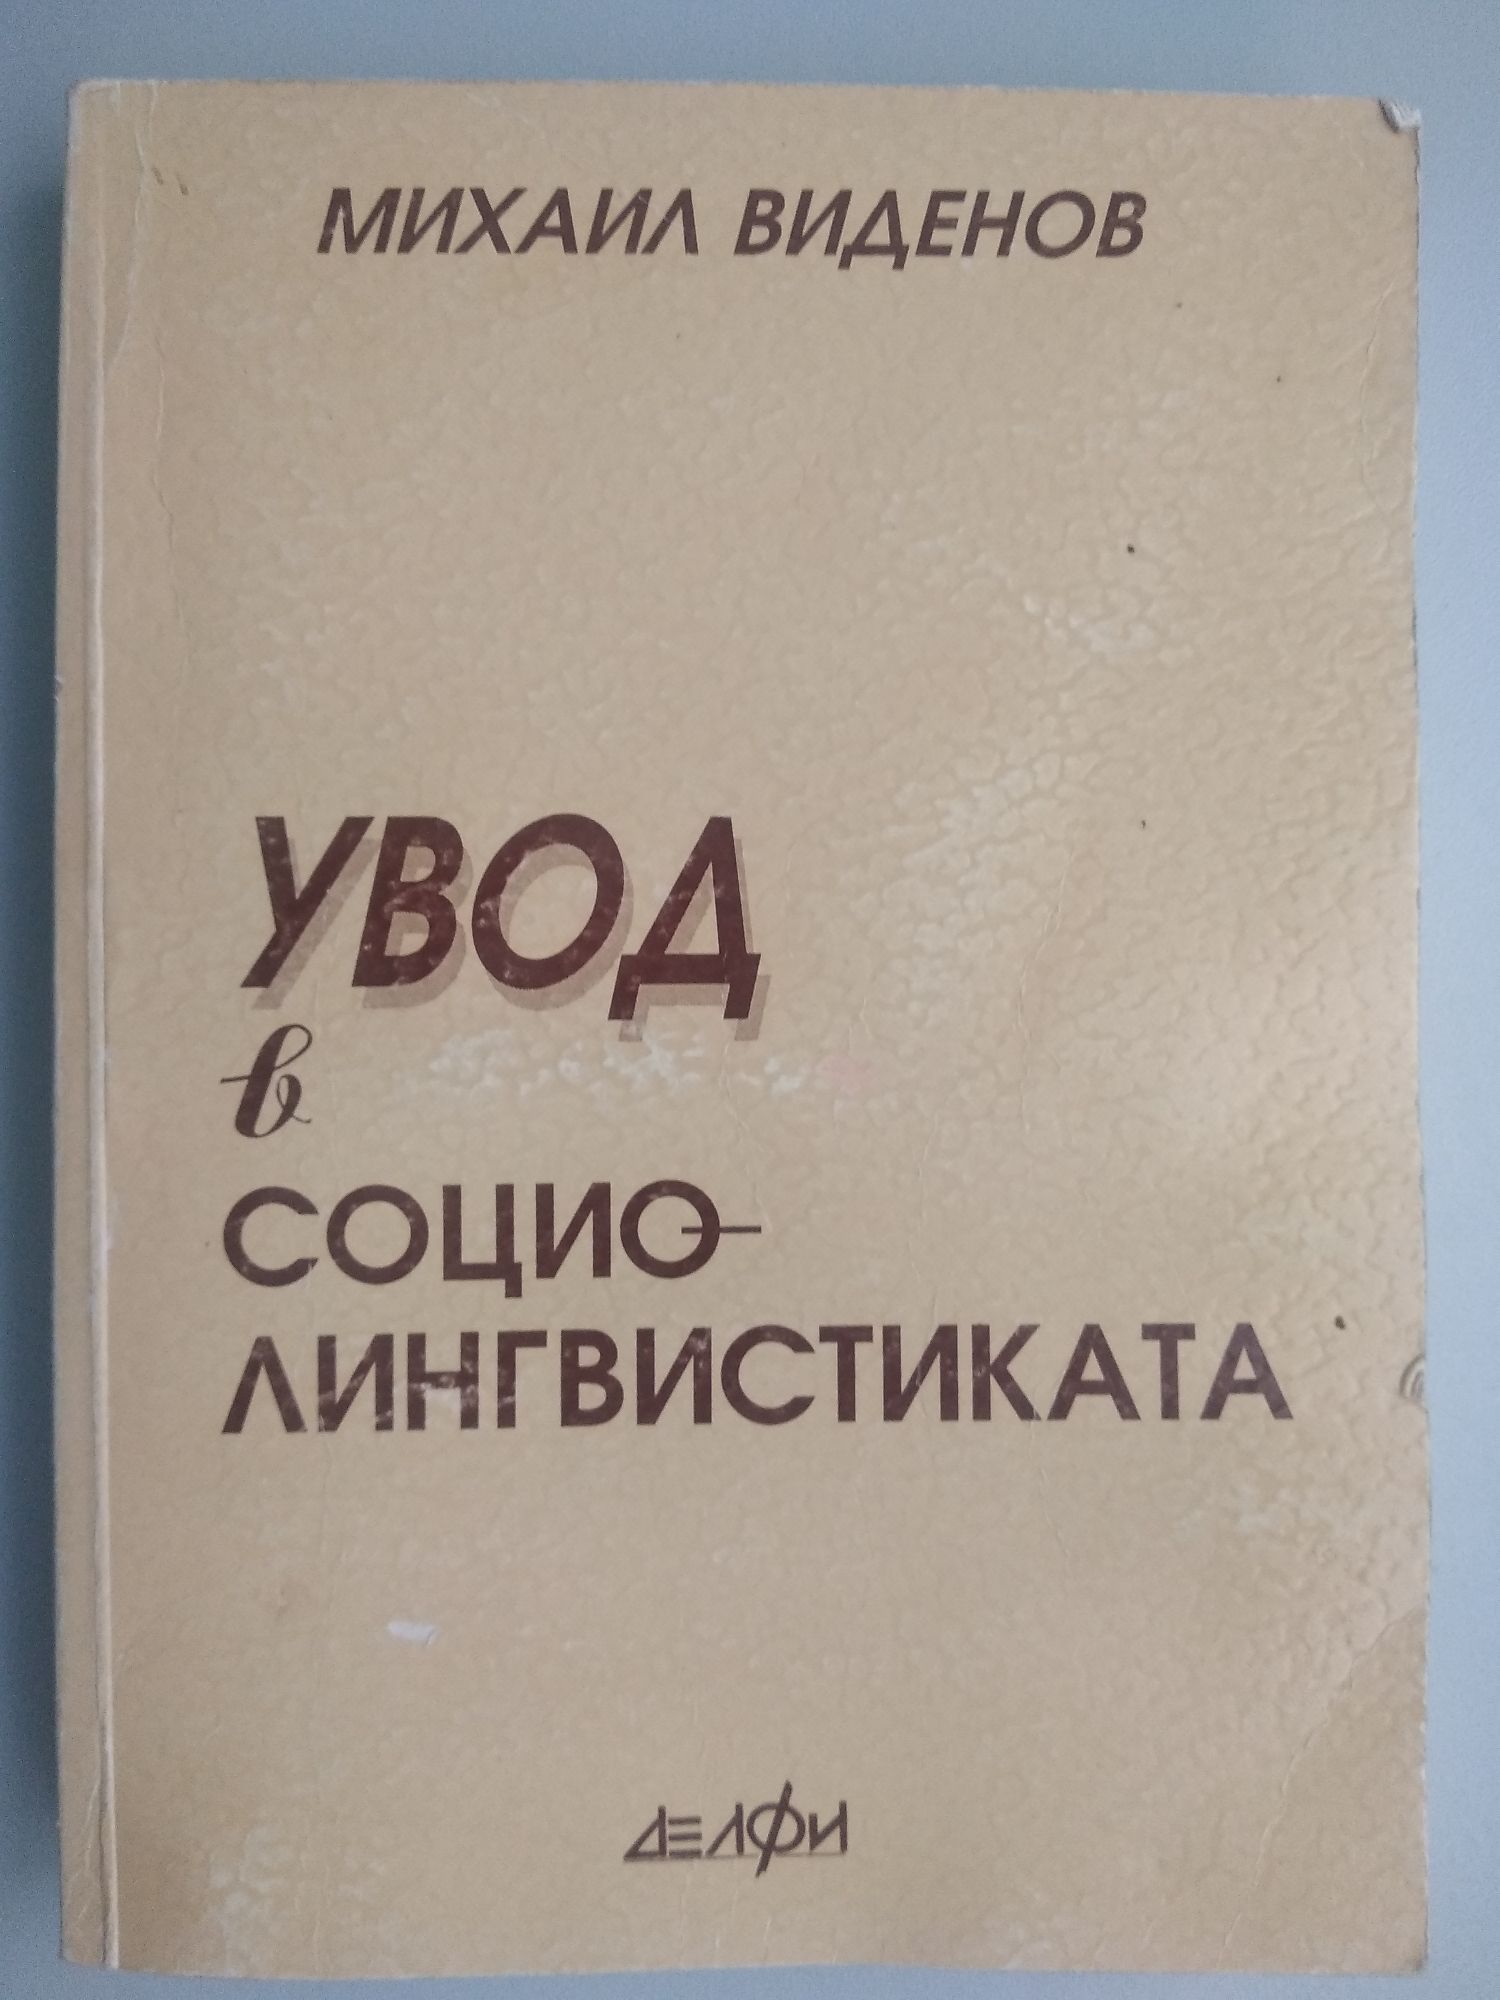 МИХАИЛ ВИДЕНОВ
УВОД
в
СОЦИО-
ЛИНГВИСТИКАТА
ДЕЛФИ